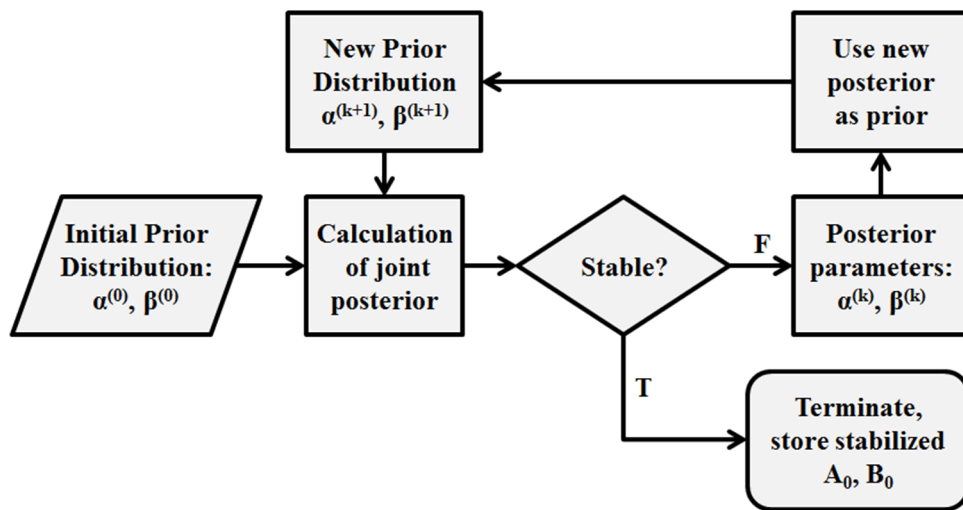 New Prior
Distribution
α⁽ᵏ⁺¹⁾, β⁽ᵏ⁺¹⁾
Use new
posterior
as prior
Initial Prior
Distribution:
α⁽⁰⁾, β⁽⁰⁾
Calculation
of joint
posterior
Stable?
F
Posterior
parameters:
α⁽ᵏ⁾, β⁽ᵏ⁾
T
Terminate,
store stabilized
A₀, B₀